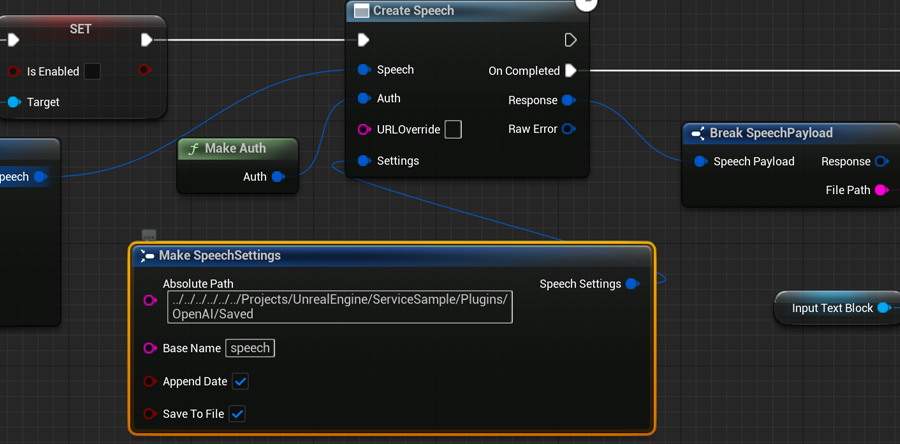 SET
Is Enabled
Target
Create Speech
Speech
On Completed
Auth
Response
URLOverride
Raw Error
Settings
peech
Make Auth
Auth
Break SpeechPayload
Speech Payload
Response
File Path
Make SpeechSettings
Absolute Path
Speech Settings
../../../../../../Projects/UnrealEngine/ServiceSample/Plugins/
OpenAI/Saved
Base Name
speech
Append Date
Save To File
Input Text Block